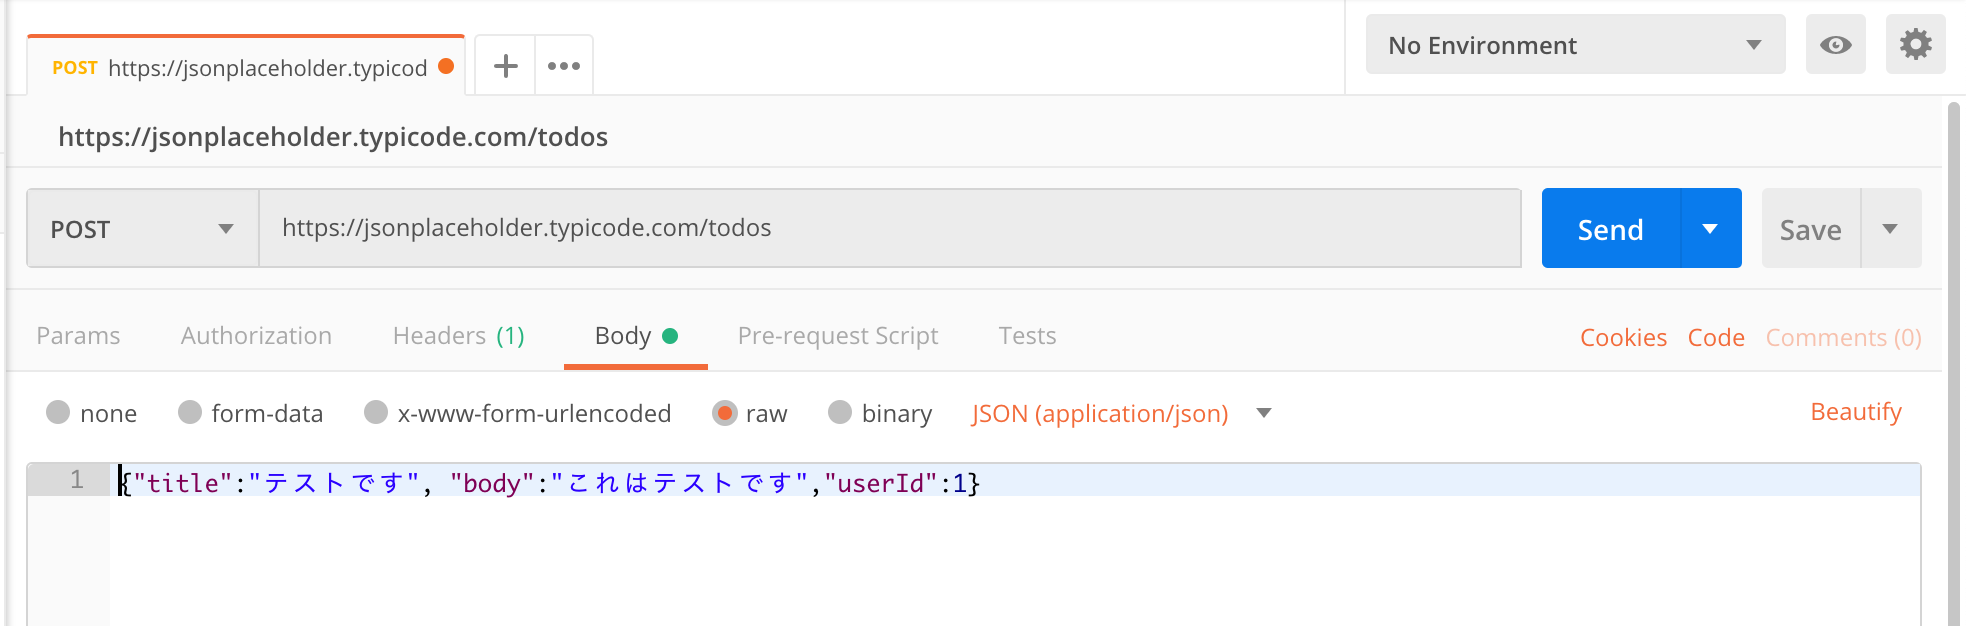 POST https://jsonplaceholder.typicod
No Environment
https://jsonplaceholder.typicode.com/todos
POST https://jsonplaceholder.typicode.com/todos Send Save
Params Authorization Headers (1) Body Pre-request Script Tests Cookies Code Comments (0)
none form-data x-www-form-urlencoded raw binary JSON (application/json) Beautify
1 {"title":"テストです", "body":"これはテストです","userId":1}